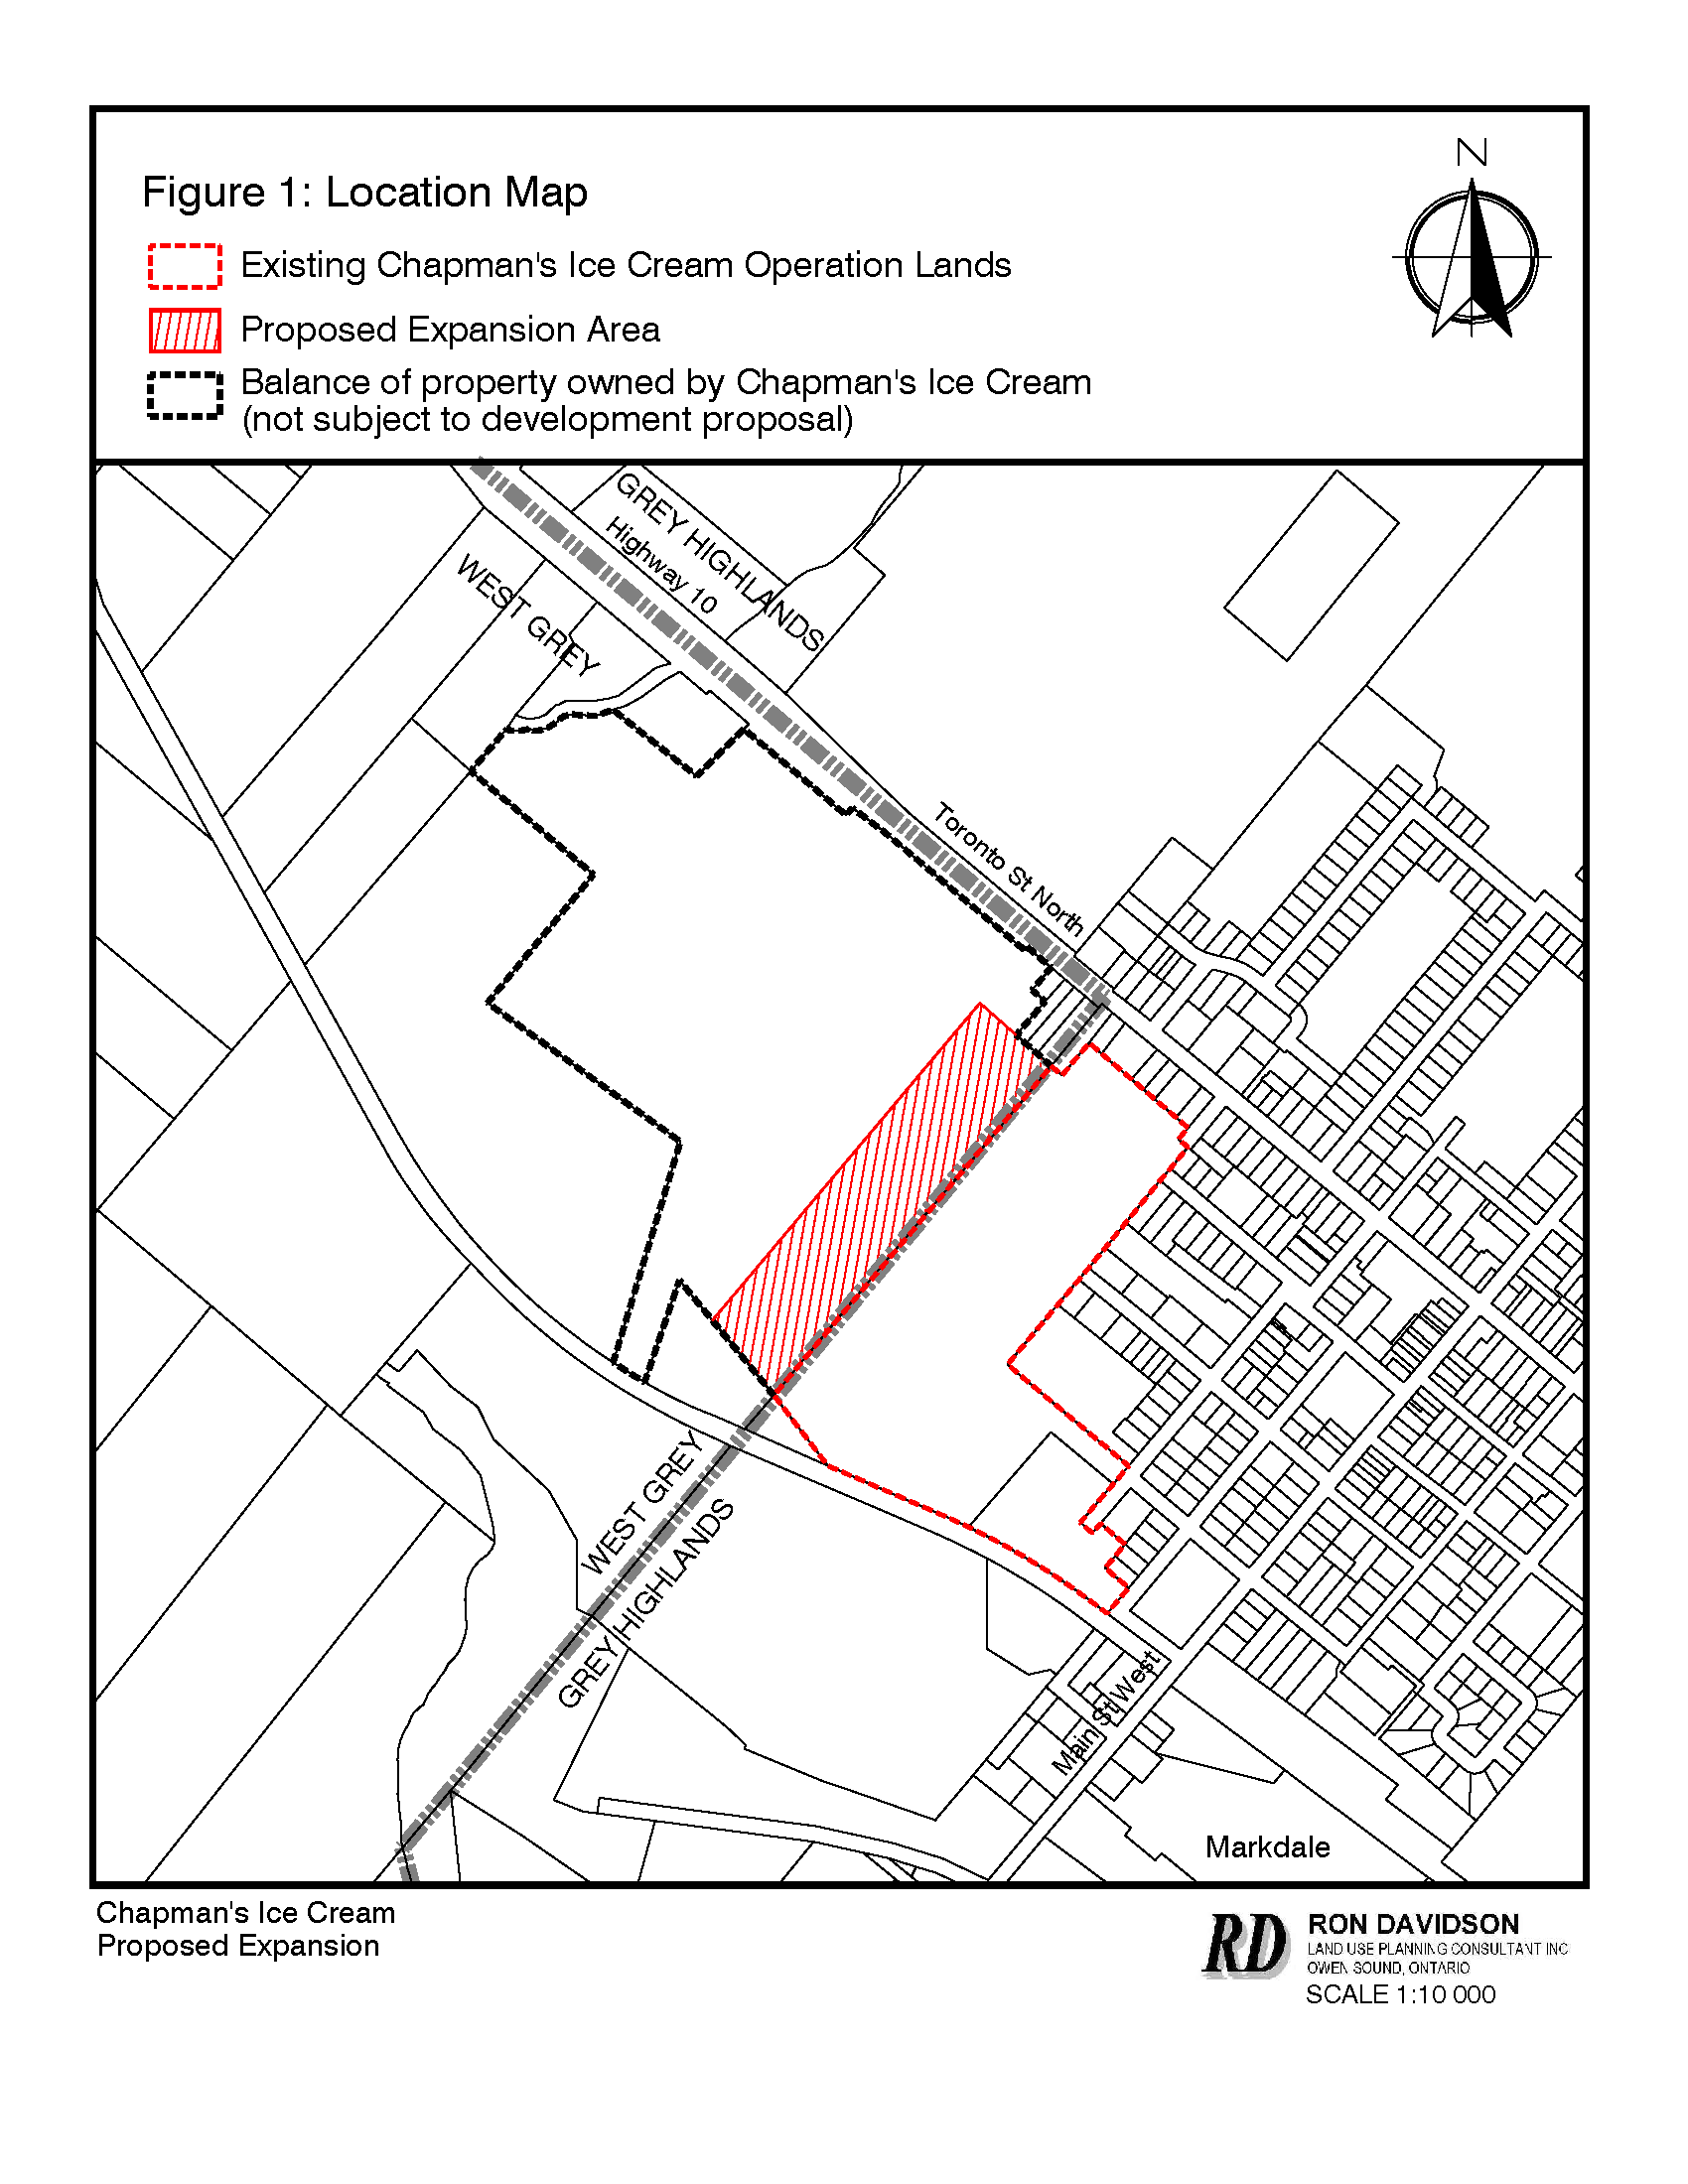 N
Figure 1: Location Map
Existing Chapman's Ice Cream Operation Lands
Proposed Expansion Area
Balance of property owned by Chapman's Ice Cream
(not subject to development proposal)
GREY HIGHLANDS
Highway 10
WEST GREY
Toronto St North
WEST GREY
GREY HIGHLANDS
Main St West
Markdale
Chapman's Ice Cream
Proposed Expansion
RD
RON DAVIDSON
LAND USE PLANNING CONSULTANT INC
OWEN SOUND, ONTARIO
SCALE 1:10 000